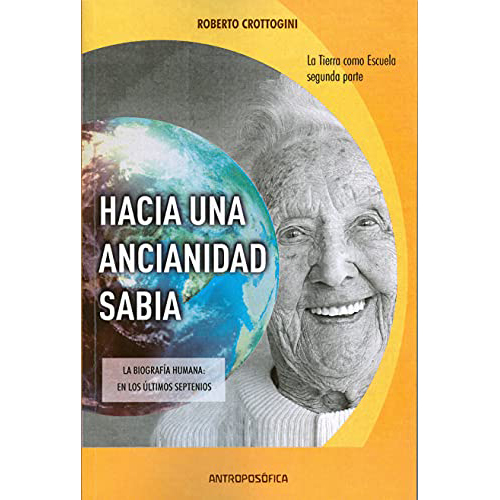 ROBERTO CROTTOGINI
La Tierra como Escuela
segunda parte
HACIA UNA
ANCIANIDAD
SABIA
LA BIOGRAFÍA HUMANA:
EN LOS ÚLTIMOS SEPTENIOS
ANTROPOSÓFICA